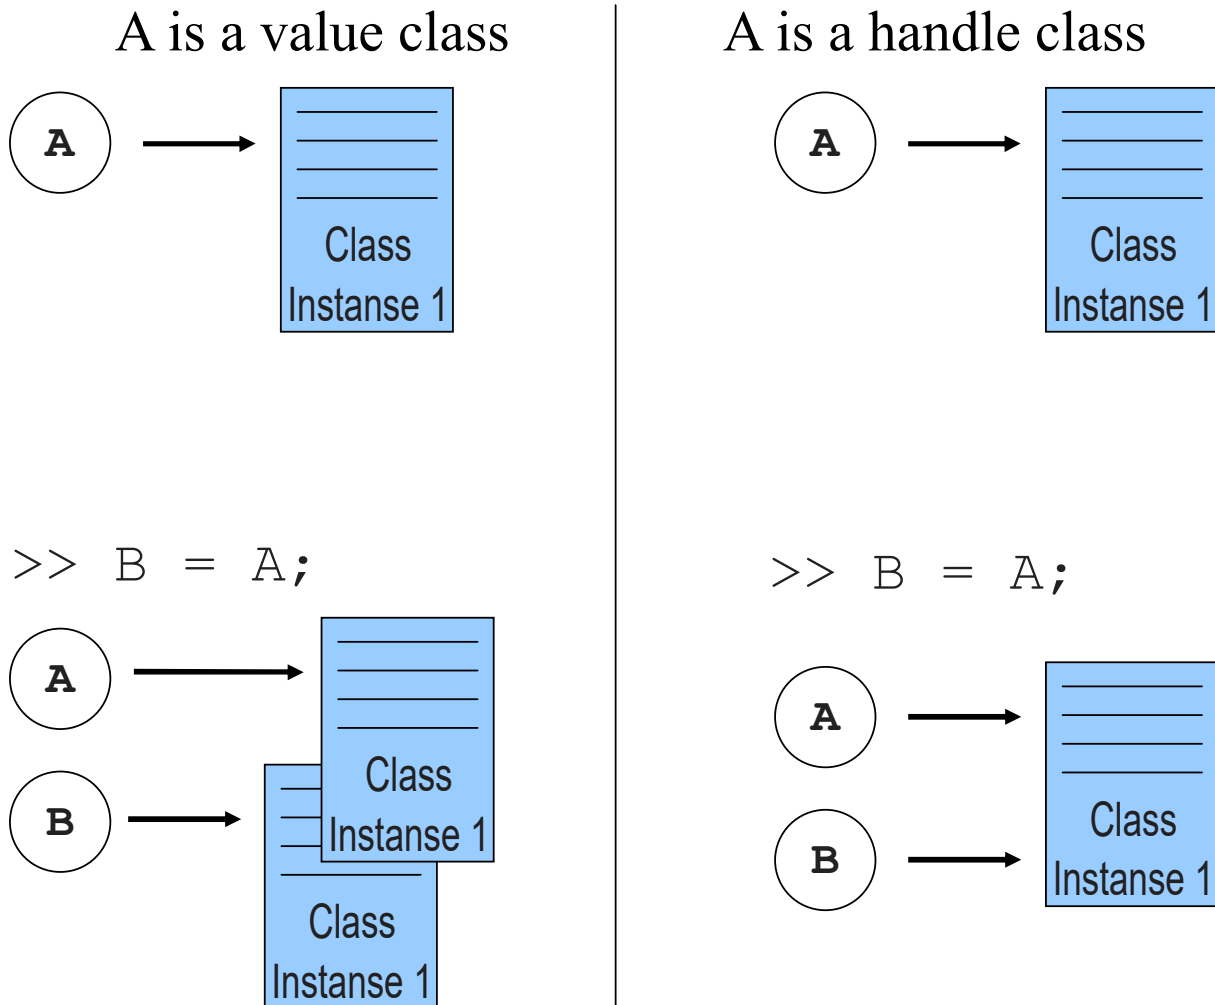 A is a value class
A
Class
Instanse 1
>> B = A;
A
B
Class
Instanse 1
Class
Instanse 1
A is a handle class
A
Class
Instanse 1
>> B = A;
A
B
Class
Instanse 1